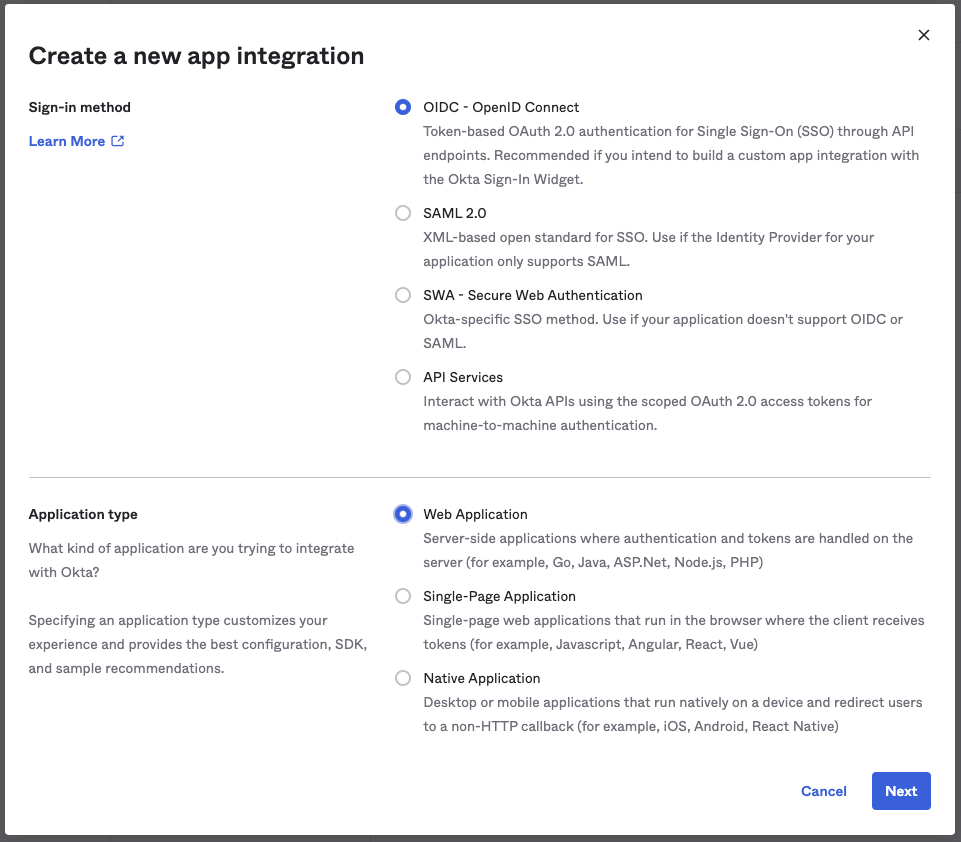 Create a new app integration
Sign-in method
Learn More
OIDC - OpenID Connect
Token-based OAuth 2.0 authentication for Single Sign-On (SSO) through API
endpoints. Recommended if you intend to build a custom app integration with
the Okta Sign-In Widget.
SAML 2.0
XML-based open standard for SSO. Use if the Identity Provider for your
application only supports SAML.
SWA - Secure Web Authentication
Okta-specific SSO method. Use if your application doesn't support OIDC or
SAML.
API Services
Interact with Okta APIs using the scoped OAuth 2.0 access tokens for
machine-to-machine authentication.
Application type
What kind of application are you trying to integrate
with Okta?
Specifying an application type customizes your
experience and provides the best configuration, SDK,
and sample recommendations.
Web Application
Server-side applications where authentication and tokens are handled on the
server (for example, Go, Java, ASP.Net, Node.js, PHP)
Single-Page Application
Single-page web applications that run in the browser where the client receives
tokens (for example, Javascript, Angular, React, Vue)
Native Application
Desktop or mobile applications that run natively on a device and redirect users
to a non-HTTP callback (for example, iOS, Android, React Native)
Cancel
Next